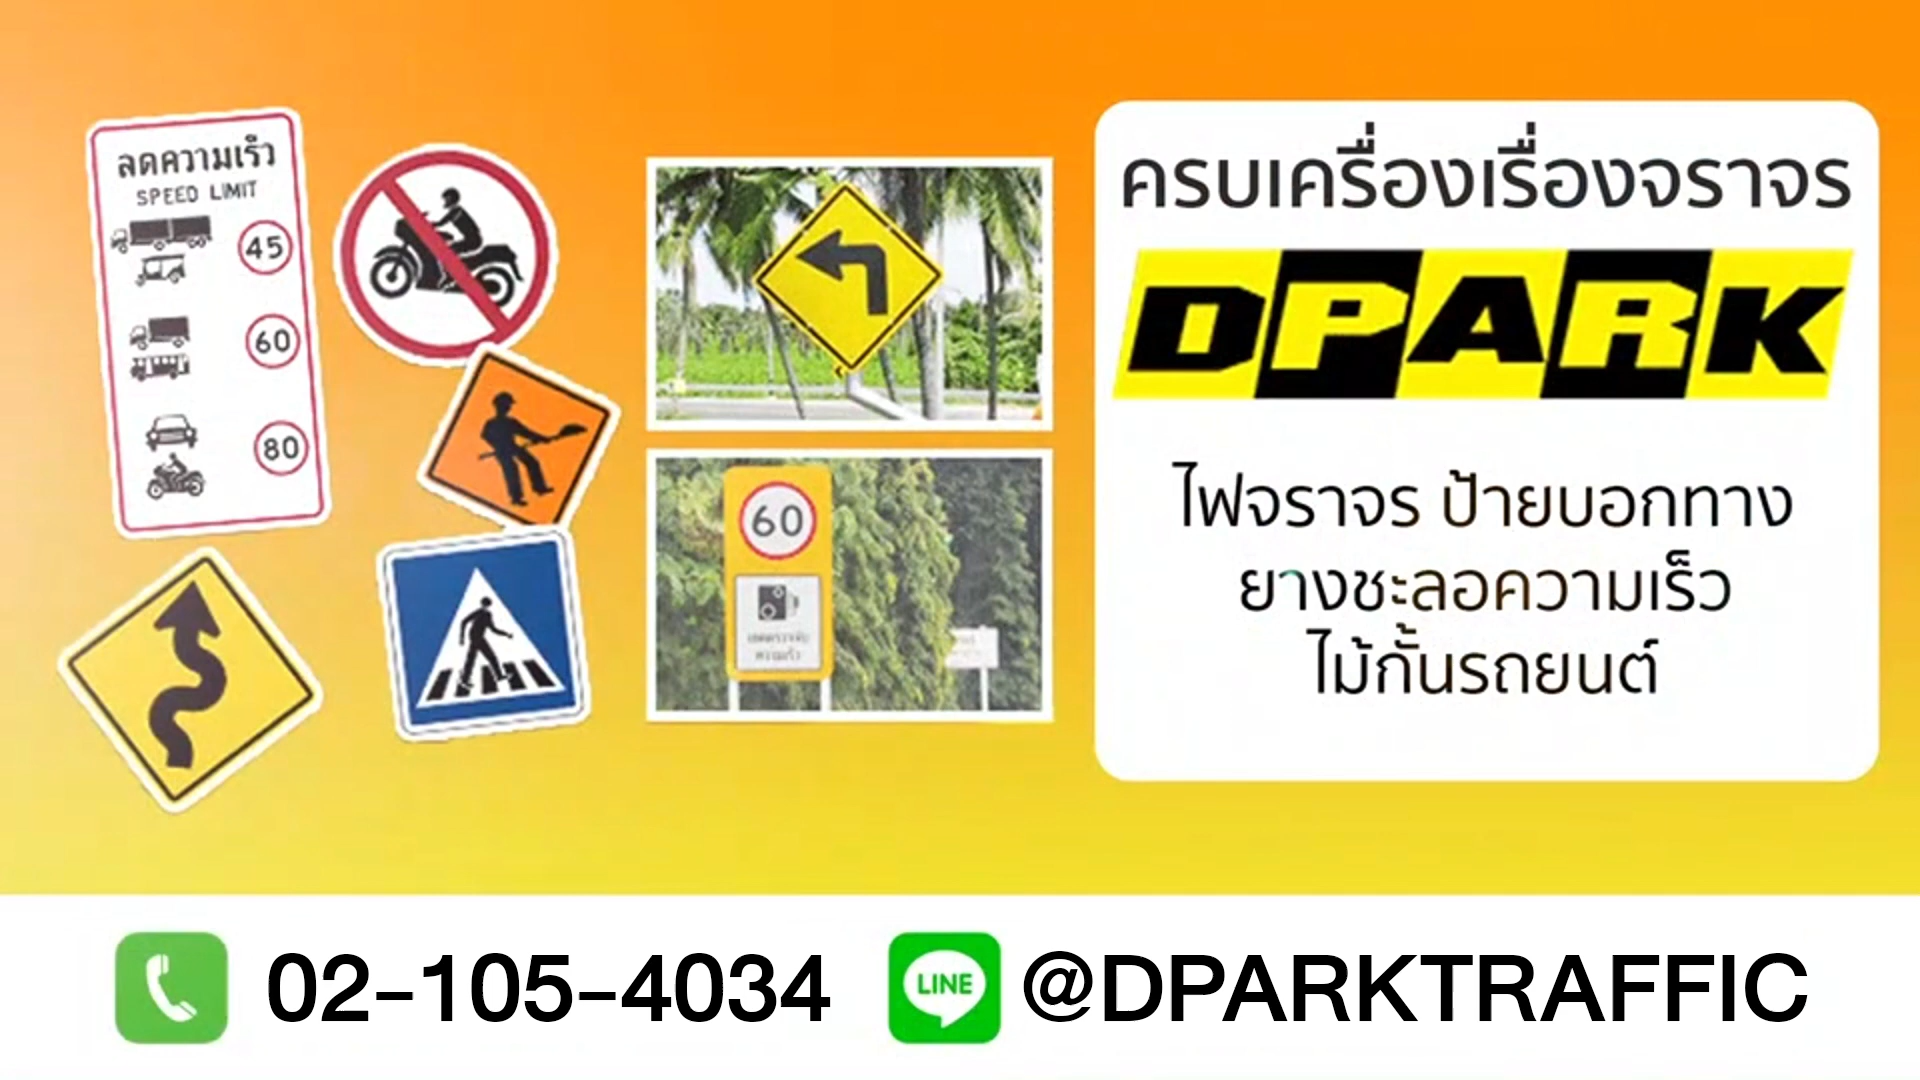 ลดความเร็ว
SPEED LIMIT
45
60
80
60
ครบเครื่องเรื่องจราจร
DPARK
ไฟจราจร ป้ายบอกทาง
ยางชะลอความเร็ว
ไม้กั้นรถยนต์
02-105-4034
LINE
@DPARKTRAFFIC